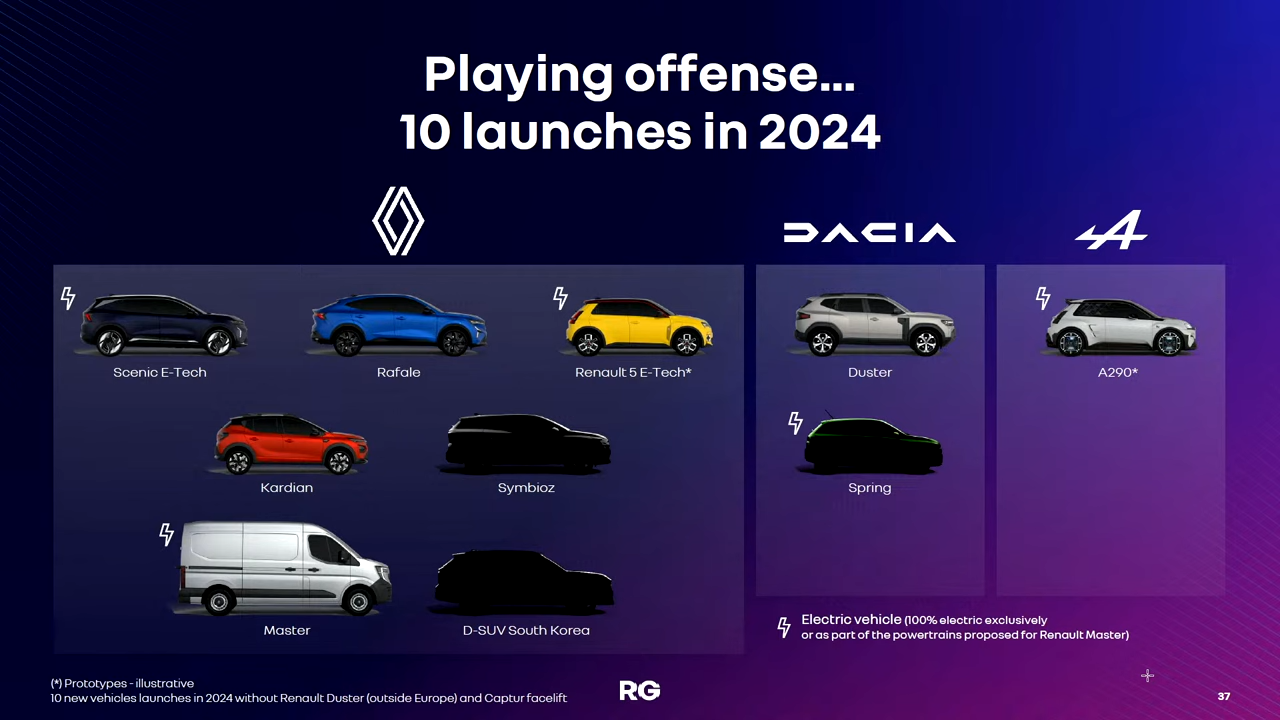 Playing offense...
10 launches in 2024
DACIA
A
Scenic E-Tech
Rafale
Renault 5 E-Tech*
Duster
A290*
Kardian
Symbioz
Spring
Master
D-SUV South Korea
Electric vehicle (100% electric exclusively
or as part of the powertrains proposed for Renault Master)
(*) Prototypes - illustrative
10 new vehicles launches in 2024 without Renault Duster (outside Europe) and Captur facelift
RG
37